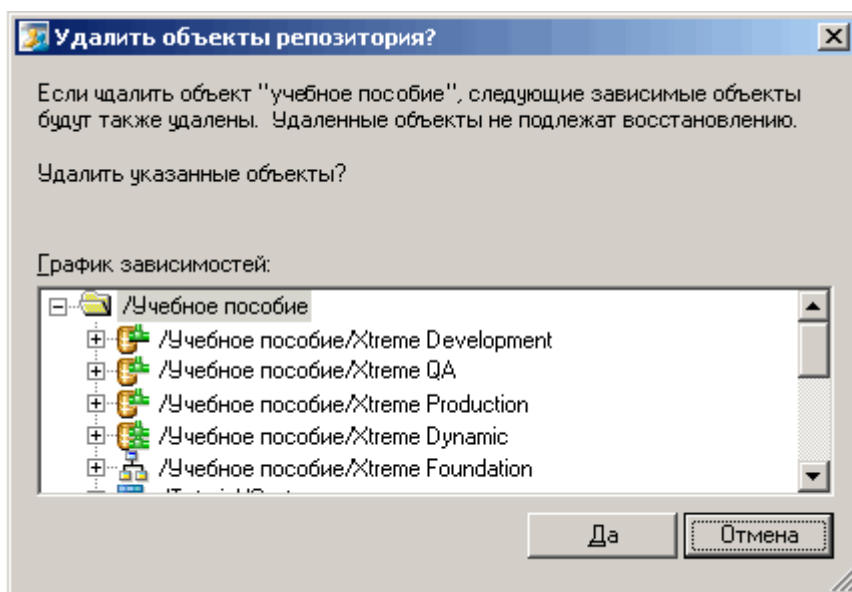 Удалить объекты репозитория?
Если удалить объект "учебное пособие", следующие зависимые объекты
будут также удалены. Удаленные объекты не подлежат восстановлению.
Удалить указанные объекты?
График зависимостей:
/Учебное пособие
/Учебное пособие/Xtreme Development
/Учебное пособие/Xtreme QA
/Учебное пособие/Xtreme Production
/Учебное пособие/Xtreme Dynamic
/Учебное пособие/Xtreme Foundation
Да
Отмена